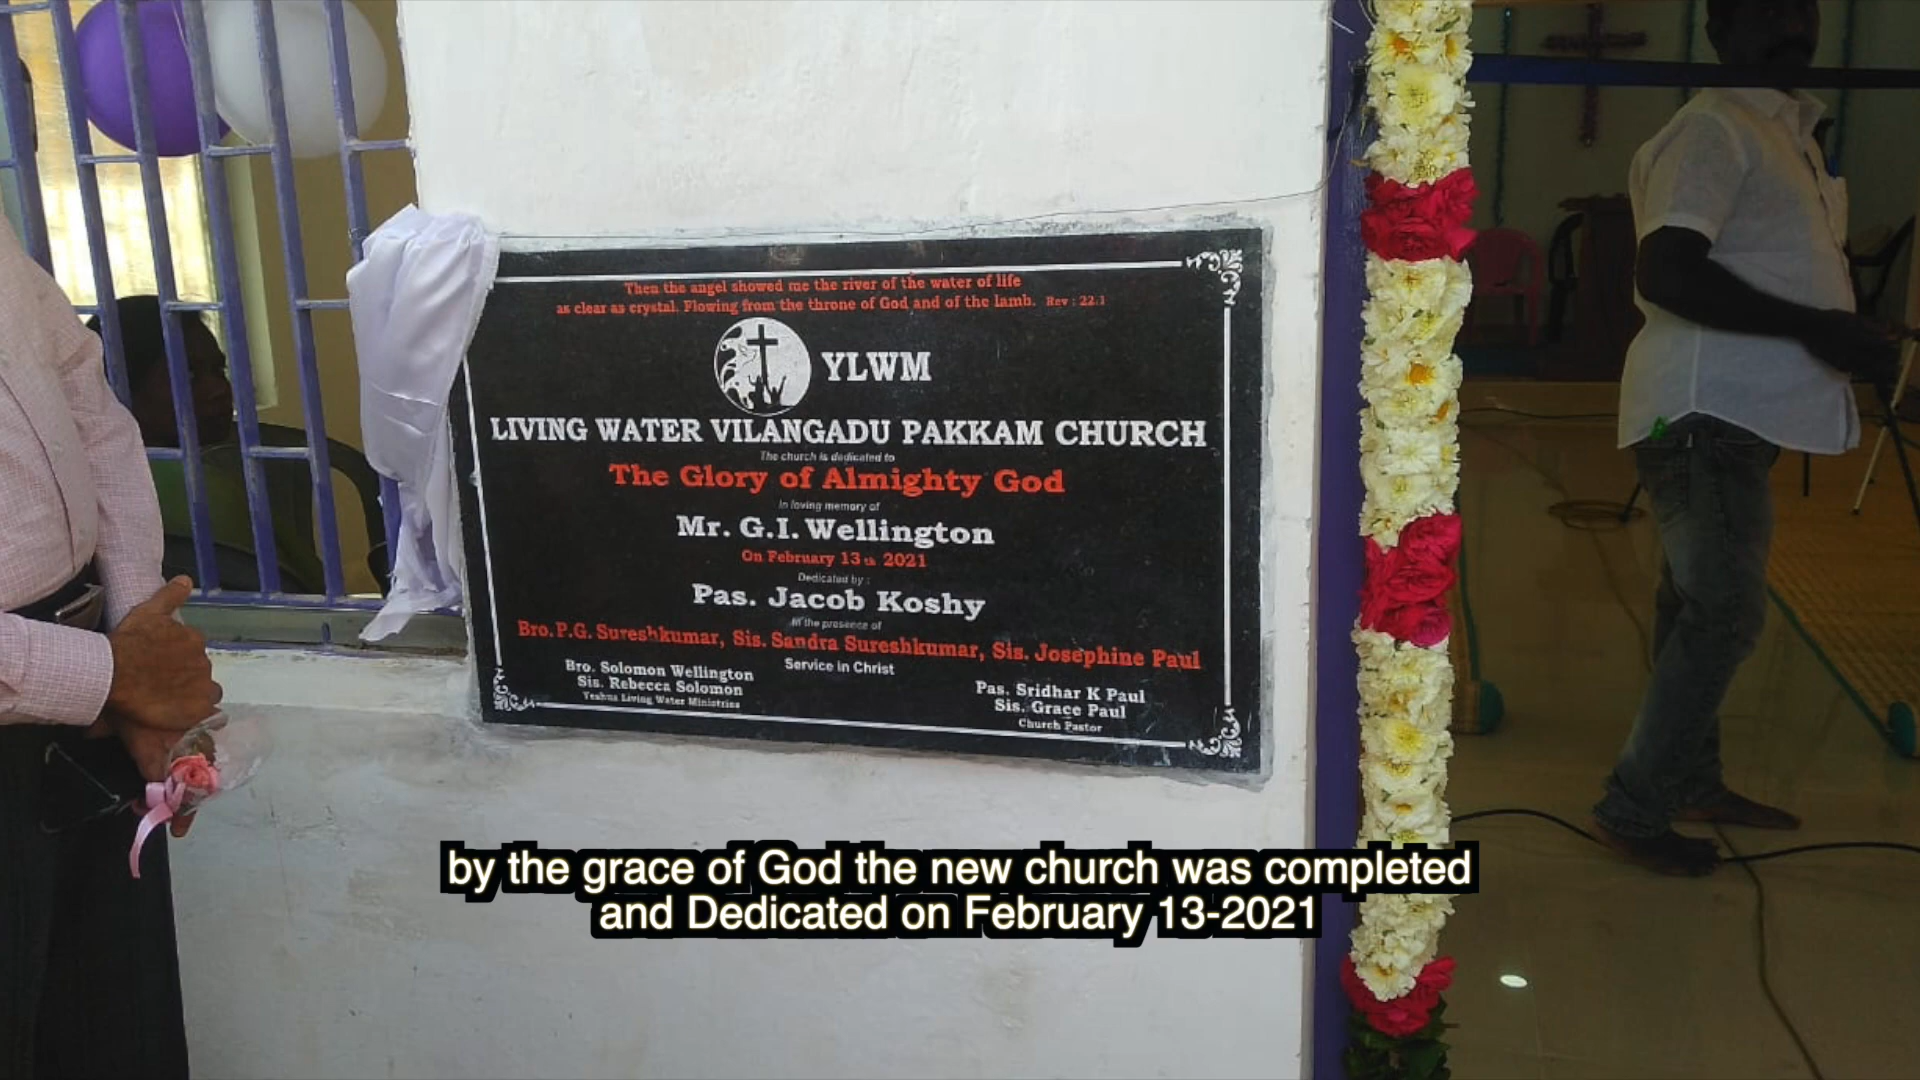 Then the angel showed me the river of the water of life
as clear as crystal. Flowing from the throne of God and of the lamb. Rev : 22.1
YLWM
LIVING WATER VILANGADU PAKKAM CHURCH
The church is dedicated to
The Glory of Almighty God
In loving memory of
Mr. G.I. Wellington
On February 13th 2021
Dedicated by :
Pas. Jacob Koshy
In the presence of
Bro. P.G. Sureshkumar, Sis. Sandra Sureshkumar, Sis. Josephine Paul
Service in Christ
Bro. Solomon Wellington
Sis. Rebecca Solomon
Yeshua Living Water Ministries
Pas. Sridhar K Paul
Sis. Grace Paul
Church Pastor
by the grace of God the new church was completed
and Dedicated on February 13-2021